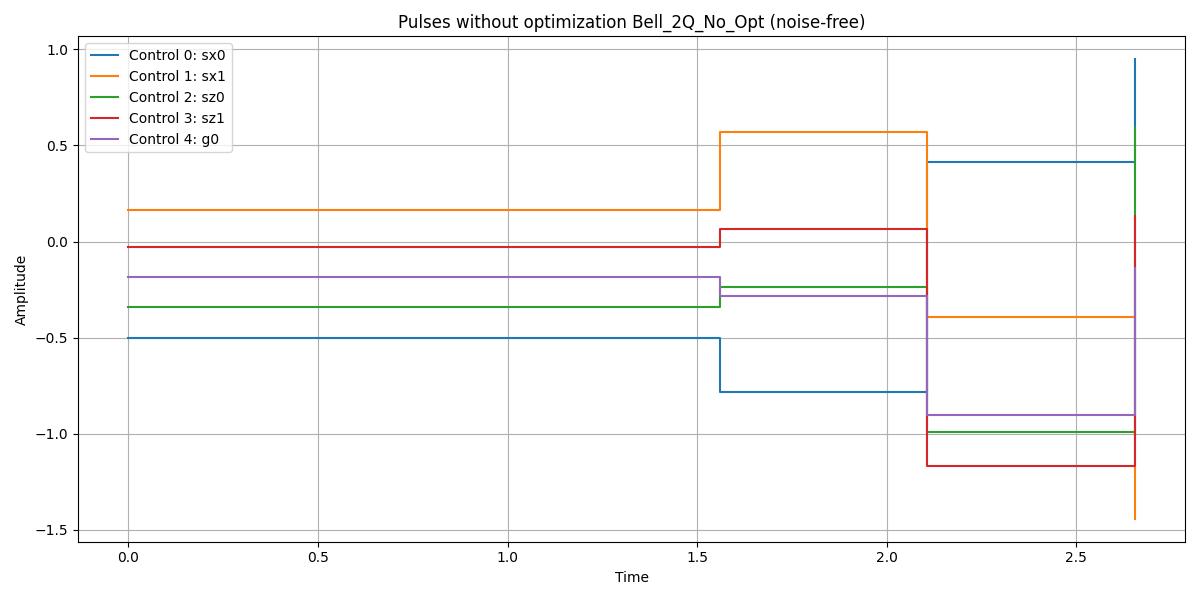 Pulses without optimization Bell_2Q_No_Opt (noise-free)
Control 0: sx0
Control 1: sx1
Control 2: sz0
Control 3: sz1
Control 4: g0
Amplitude
1.0
0.5
0.0
−0.5
−1.0
−1.5
0.0 0.5 1.0 1.5 2.0 2.5
Time